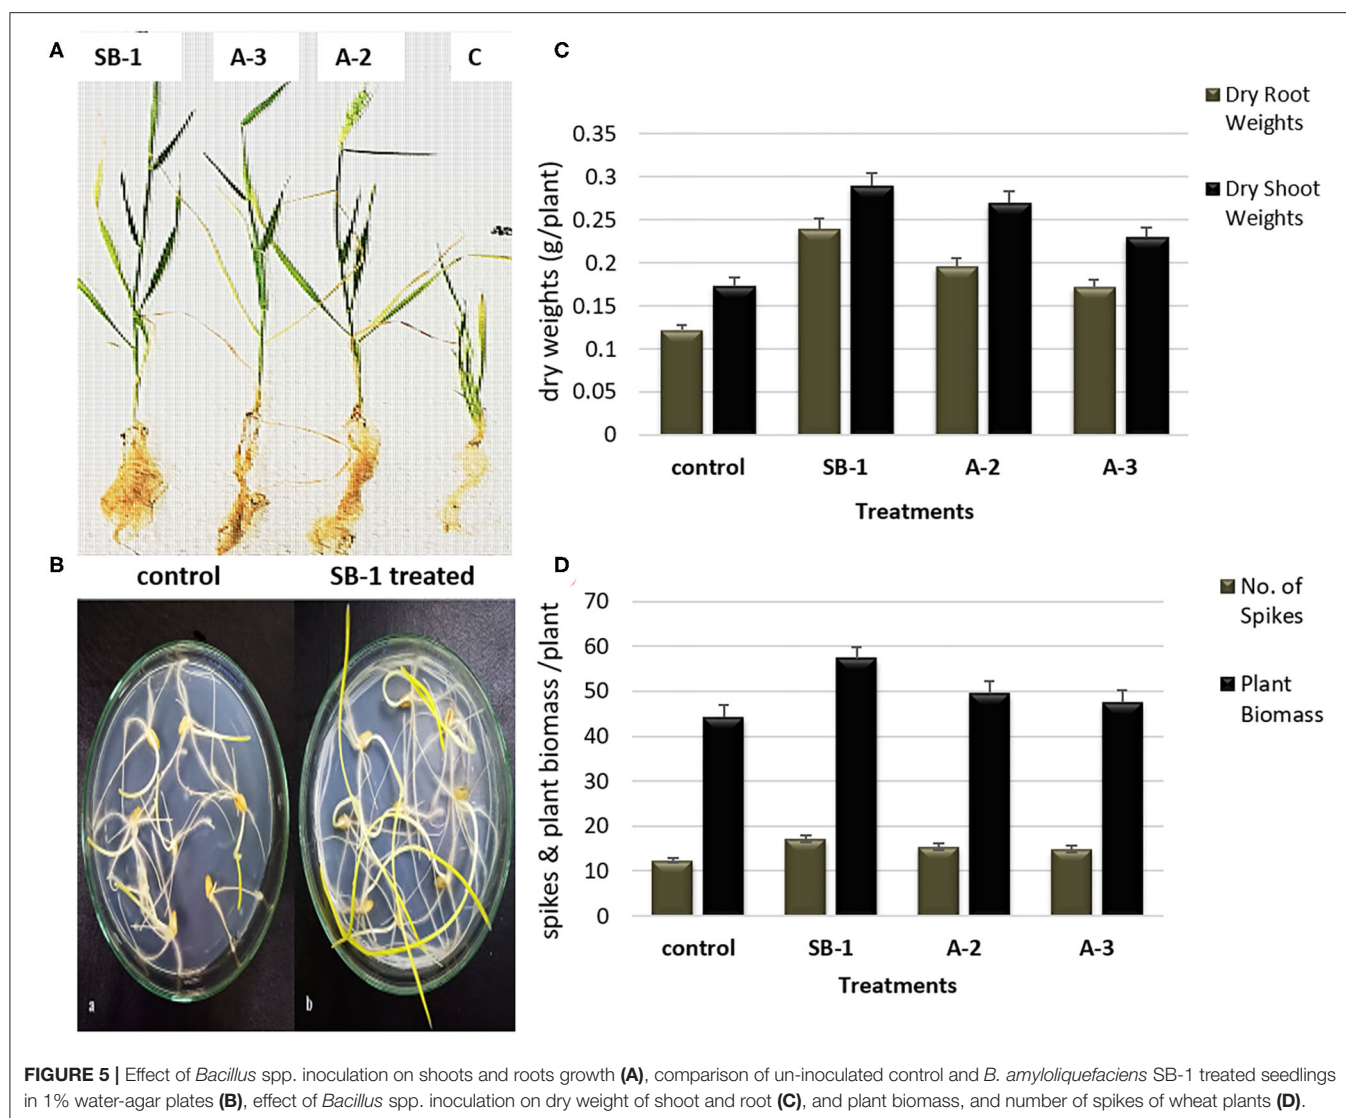 A
SB-1 A-3 A-2 C
B
control SB-1 treated
a b
C
Dry Root
Weights
Dry Shoot
Weights
dry weights (g/plant)
0.35
0.3
0.25
0.2
0.15
0.1
0.05
0
control SB-1 A-2 A-3
Treatments
D
No. of
Spikes
Plant
Biomass
spikes & plant biomass /plant
70
60
50
40
30
20
10
0
control SB-1 A-2 A-3
Treatments
FIGURE 5 | Effect of Bacillus spp. inoculation on shoots and roots growth (A), comparison of un-inoculated control and B. amyloliquefaciens SB-1 treated seedlings
in 1% water-agar plates (B), effect of Bacillus spp. inoculation on dry weight of shoot and root (C), and plant biomass, and number of spikes of wheat plants (D).